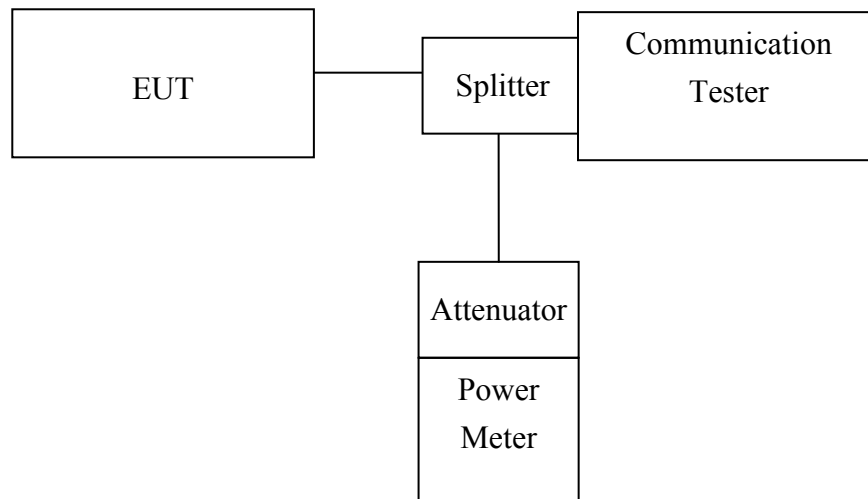 EUT
Splitter
Communication
Tester
Attenuator
Power
Meter